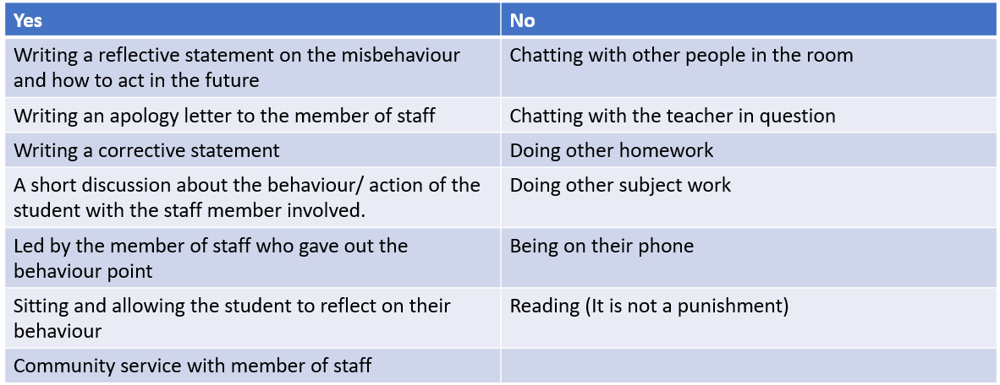 Yes
No
Writing a reflective statement on the misbehaviour
and how to act in the future
Chatting with other people in the room
Writing an apology letter to the member of staff
Chatting with the teacher in question
Writing a corrective statement
Doing other homework
A short discussion about the behaviour/ action of the
student with the staff member involved.
Doing other subject work
Led by the member of staff who gave out the
behaviour point
Being on their phone
Sitting and allowing the student to reflect on their
behaviour
Reading (It is not a punishment)
Community service with member of staff